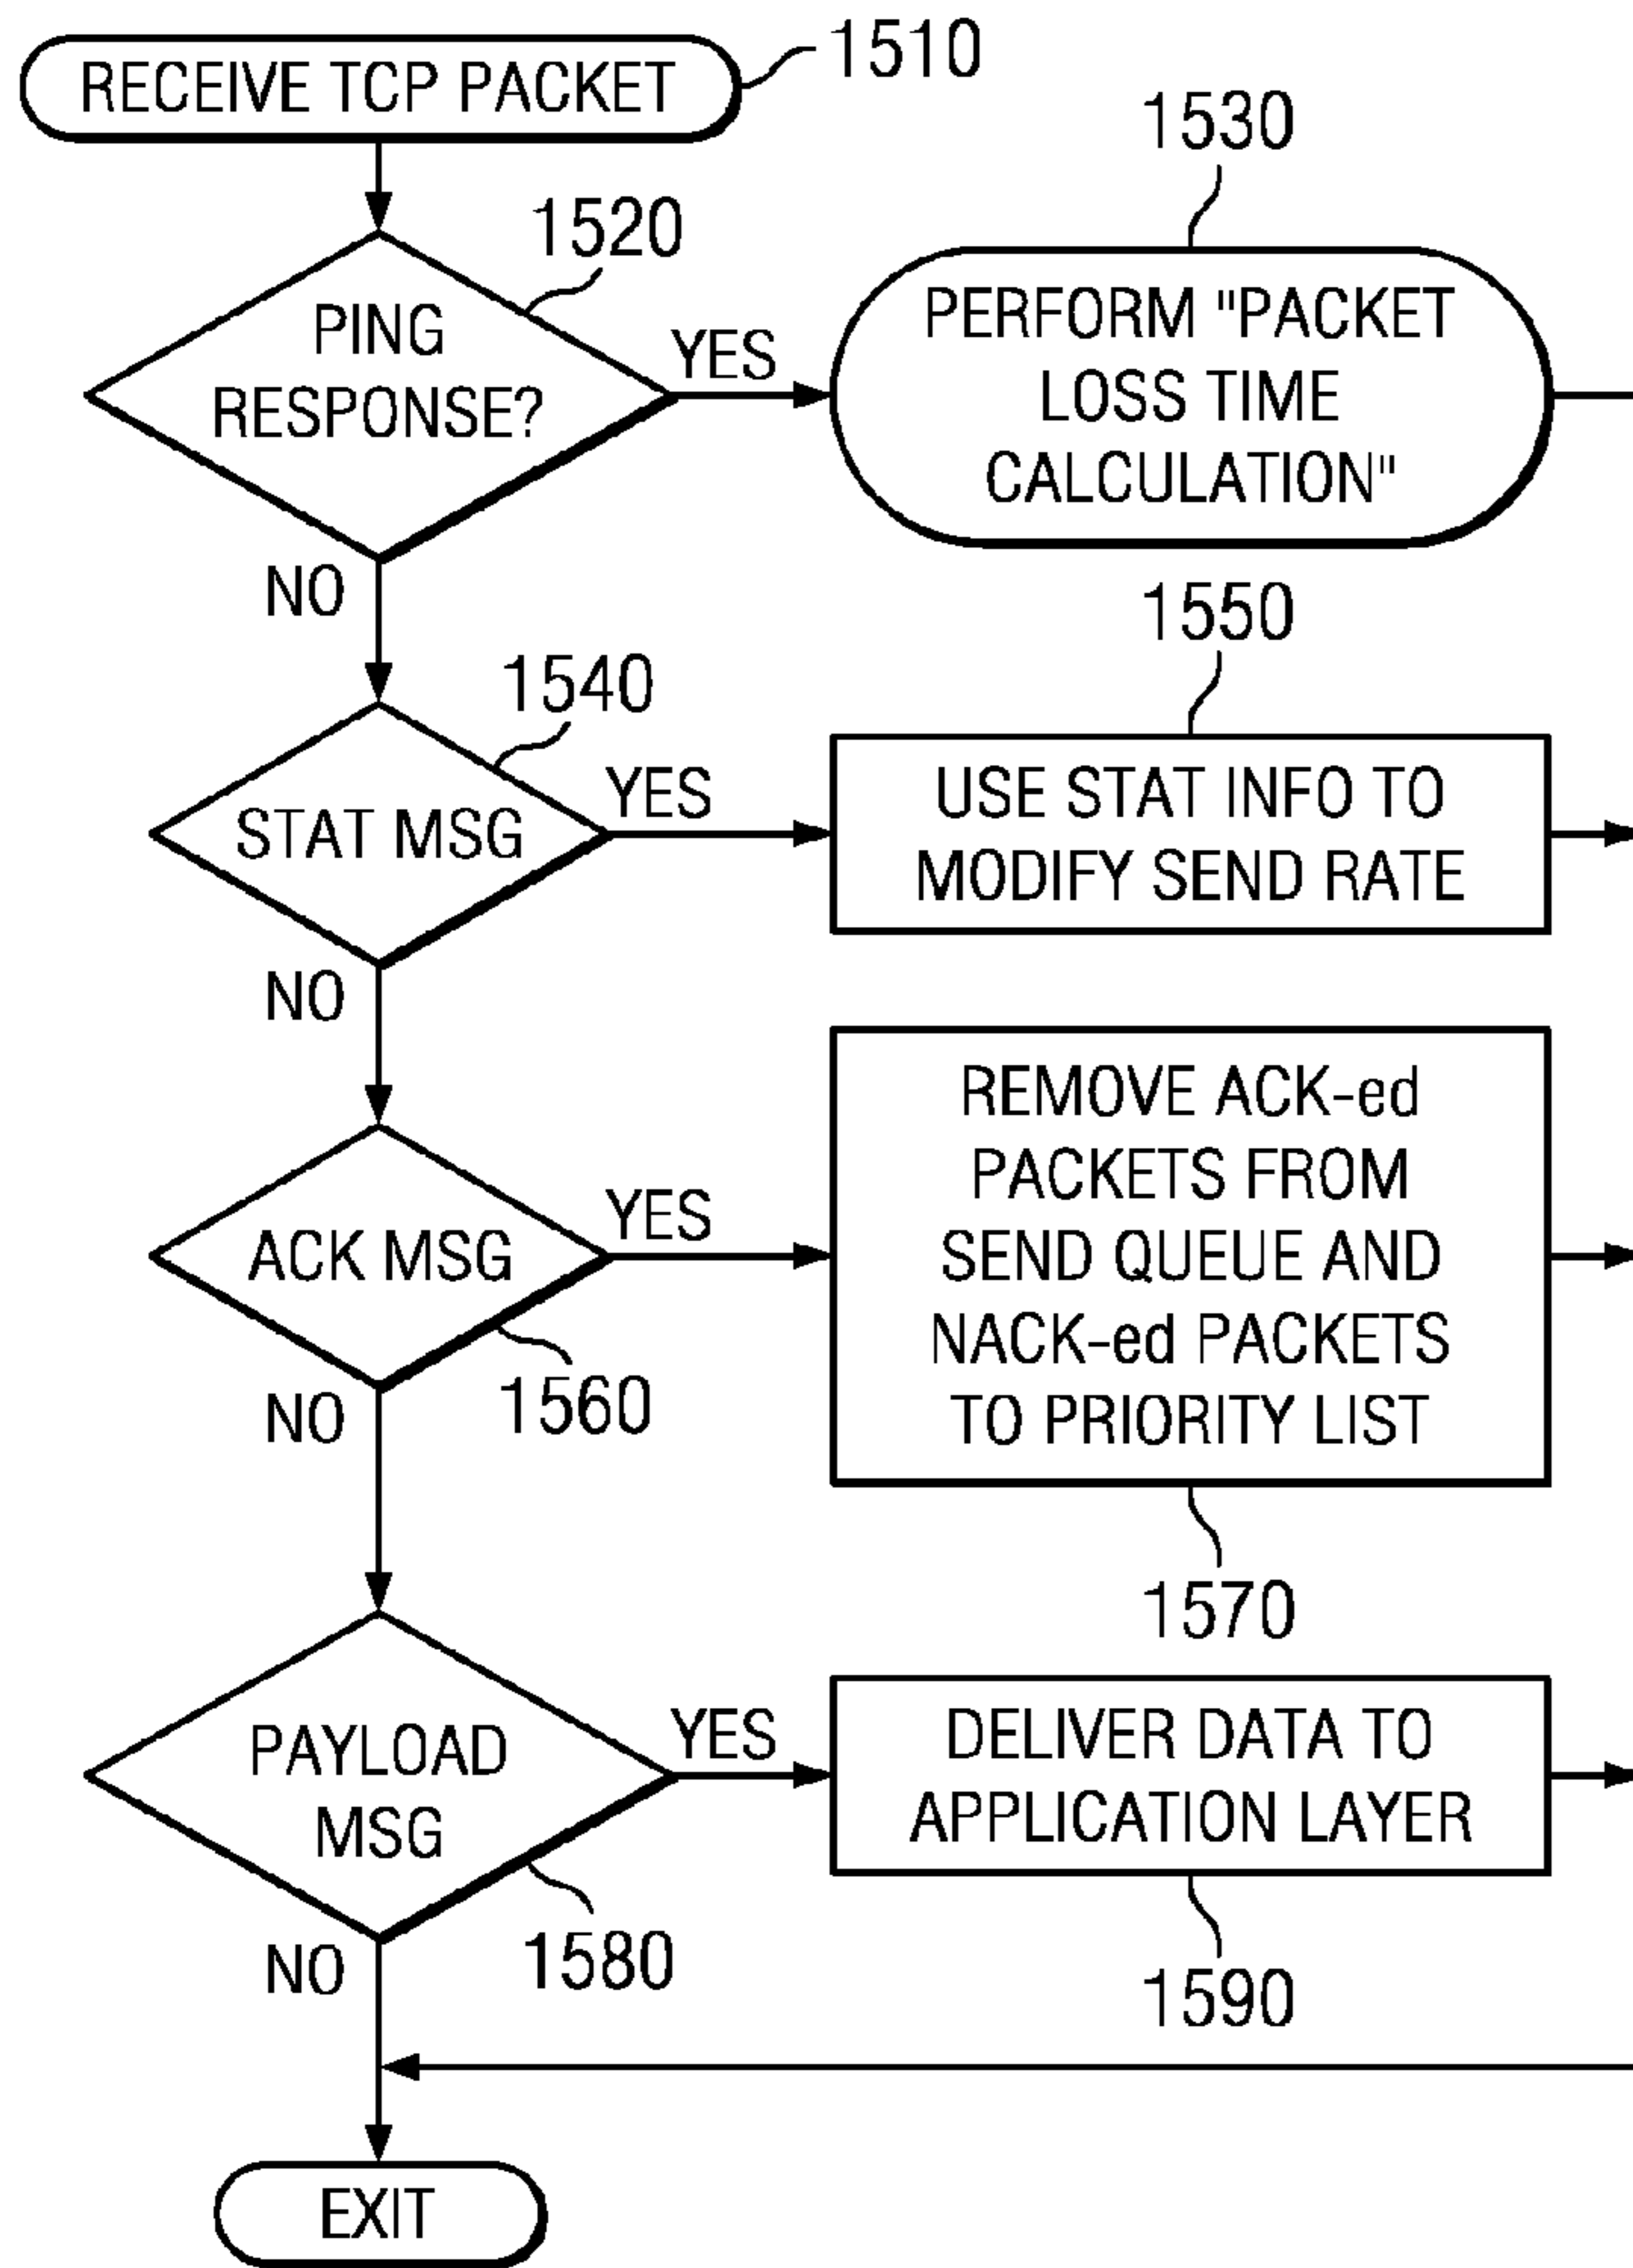 RECEIVE TCP PACKET
1510
1530
1520
PING
RESPONSE?
YES
PERFORM "PACKET
LOSS TIME
CALCULATION"
NO
1550
1540
STAT MSG
YES
USE STAT INFO TO
MODIFY SEND RATE
NO
ACK MSG
YES
REMOVE ACK-ed
PACKETS FROM
SEND QUEUE AND
NACK-ed PACKETS
TO PRIORITY LIST
NO
1560
1570
PAYLOAD
MSG
YES
DELIVER DATA TO
APPLICATION LAYER
NO
1580
1590
EXIT